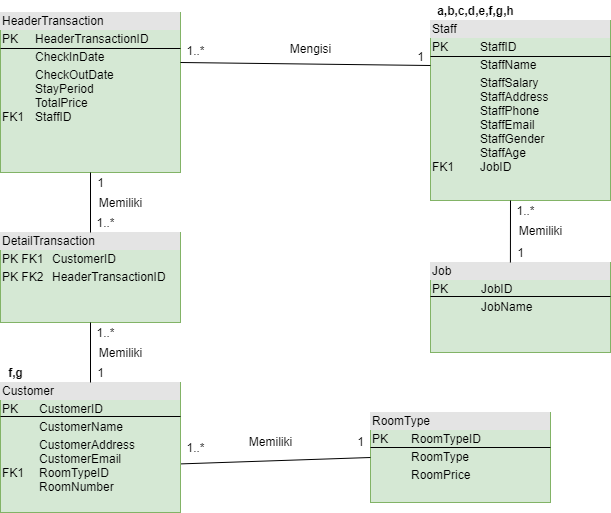 HeaderTransaction
PK HeaderTransactionID
CheckInDate
CheckOutDate
StayPeriod
TotalPrice
FK1 StaffID
1..*
Mengisi
1
a,b,c,d,e,f,g,h
Staff
PK StaffID
StaffName
StaffSalary
StaffAddress
StaffPhone
StaffEmail
StaffGender
StaffAge
FK1 JobID
1
Memiliki
1..*
1..*
Memiliki
1
DetailTransaction
PK FK1 CustomerID
PK FK2 HeaderTransactionID
Job
PK JobID
JobName
1..*
Memiliki
1
f,g
Customer
PK CustomerID
CustomerName
CustomerAddress
CustomerEmail
FK1 RoomTypeID
RoomNumber
1..*
Memiliki
1
RoomType
PK RoomTypeID
RoomType
RoomPrice